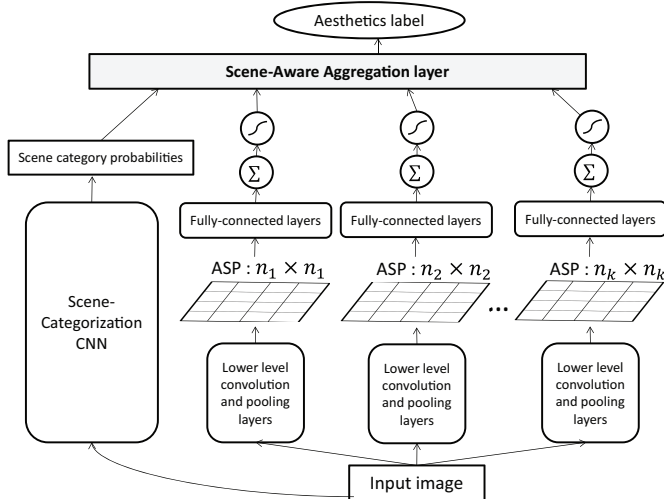 Aesthetics label
Scene-Aware Aggregation layer
Scene category probabilities
Σ
Σ
Σ
Fully-connected layers
Fully-connected layers
Fully-connected layers
ASP : n₁ × n₁
ASP : n₂ × n₂
ASP : nₖ × nₖ
Scene-
Categorization
CNN
...
Lower level
convolution
and pooling
layers
Lower level
convolution
and pooling
layers
Lower level
convolution
and pooling
layers
Input image